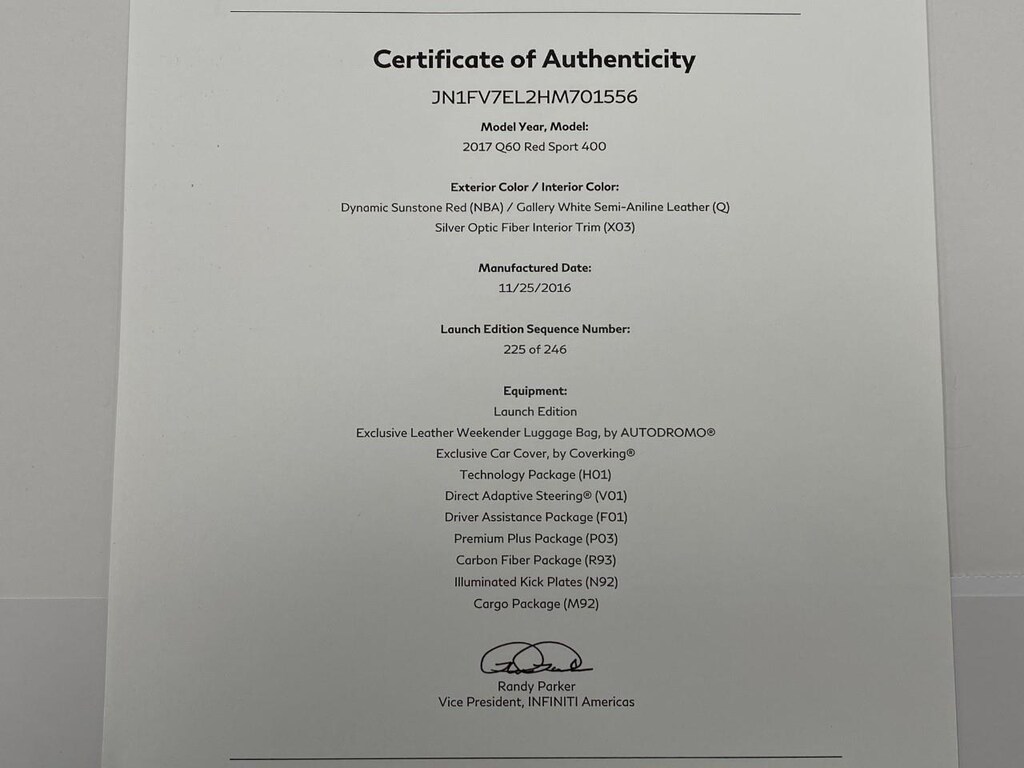 Certificate of Authenticity
JN1FV7EL2HM701556
Model Year, Model:
2017 Q60 Red Sport 400
Exterior Color / Interior Color:
Dynamic Sunstone Red (NBA) / Gallery White Semi-Aniline Leather (Q)
Silver Optic Fiber Interior Trim (X03)
Manufactured Date:
11/25/2016
Launch Edition Sequence Number:
225 of 246
Equipment:
Launch Edition
Exclusive Leather Weekender Luggage Bag, by AUTODROMO®
Exclusive Car Cover, by Coverking®
Technology Package (H01)
Direct Adaptive Steering® (V01)
Driver Assistance Package (F01)
Premium Plus Package (P03)
Carbon Fiber Package (R93)
Illuminated Kick Plates (N92)
Cargo Package (M92)
Randy Parker
Vice President, INFINITI Americas